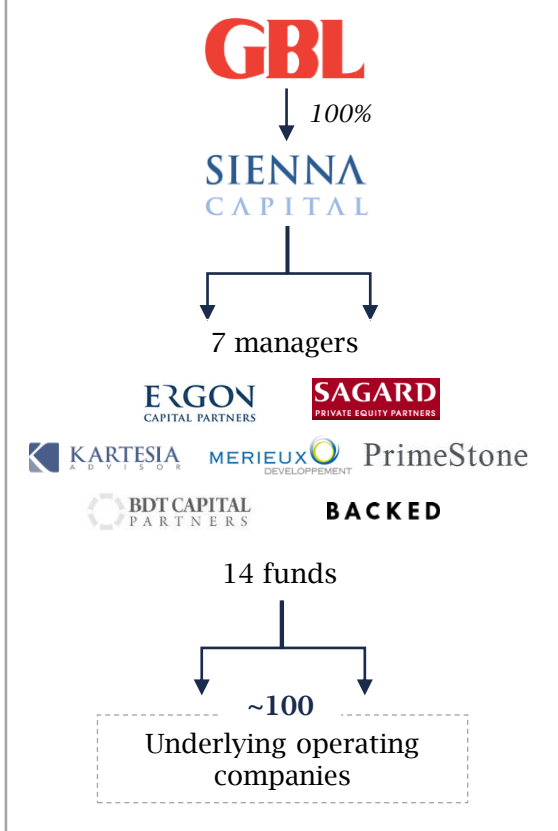 GBL
100%
SIENNA
CAPITAL
7 managers
ERGON
CAPITAL PARTNERS
SAGARD
PRIVATE EQUITY PARTNERS
KARTESIA
ADVISOR
MERIEUX
DEVELOPPEMENT
PrimeStone
BDT CAPITAL
PARTNERS
BACKED
14 funds
~100
Underlying operating
companies